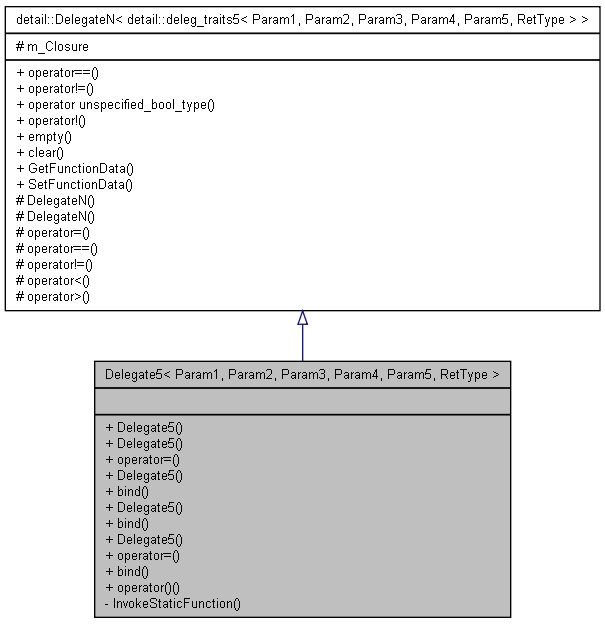 detail::DelegateN< detail::deleg_traits5< Param1, Param2, Param3, Param4, Param5, RetType > >
# m_Closure
+ operator==()
+ operator!=()
+ operator unspecified_bool_type()
+ operator!()
+ empty()
+ clear()
+ GetFunctionData()
+ SetFunctionData()
# DelegateN()
# DelegateN()
# operator=()
# operator==()
# operator!=()
# operator<()
# operator>()
Delegate5< Param1, Param2, Param3, Param4, Param5, RetType >
+ Delegate5()
+ Delegate5()
+ operator=()
+ Delegate5()
+ bind()
+ Delegate5()
+ bind()
+ Delegate5()
+ operator=()
+ bind()
+ operator()()
- InvokeStaticFunction()